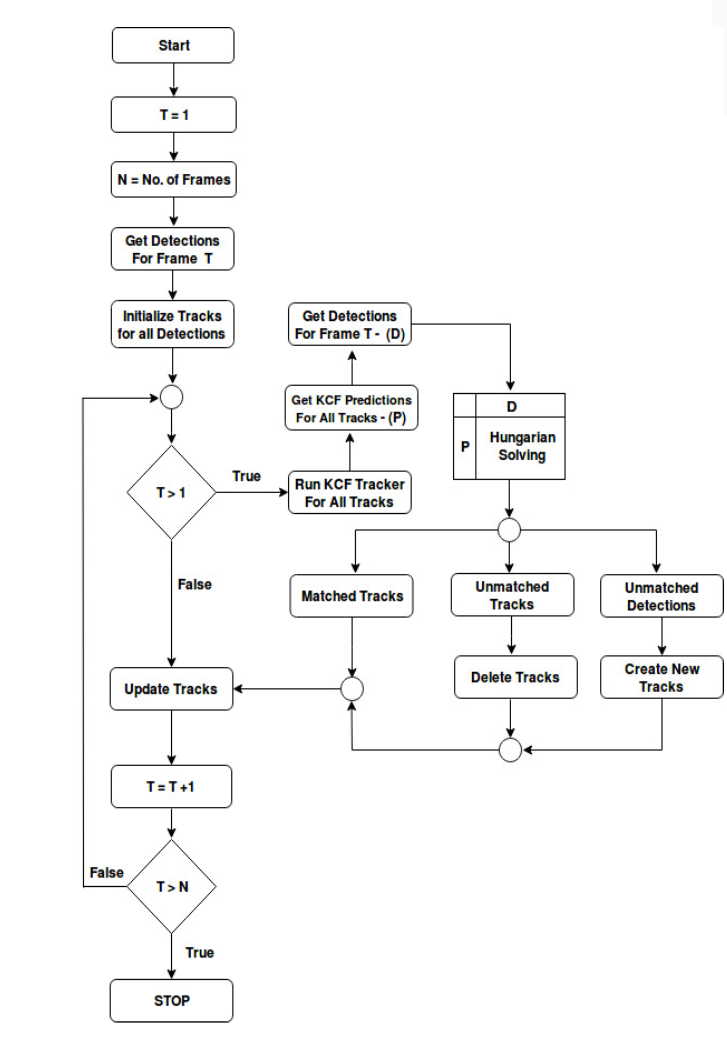 Start
T = 1
N = No. of Frames
Get Detections
For Frame T
Initialize Tracks
for all Detections
T > 1
True
False
Run KCF Tracker
For All Tracks
Get KCF Predictions
For All Tracks - (P)
Get Detections
For Frame T - (D)
D
P
Hungarian
Solving
Matched Tracks
Unmatched
Tracks
Unmatched
Detections
Delete Tracks
Create New
Tracks
Update Tracks
T = T +1
T > N
False
True
STOP